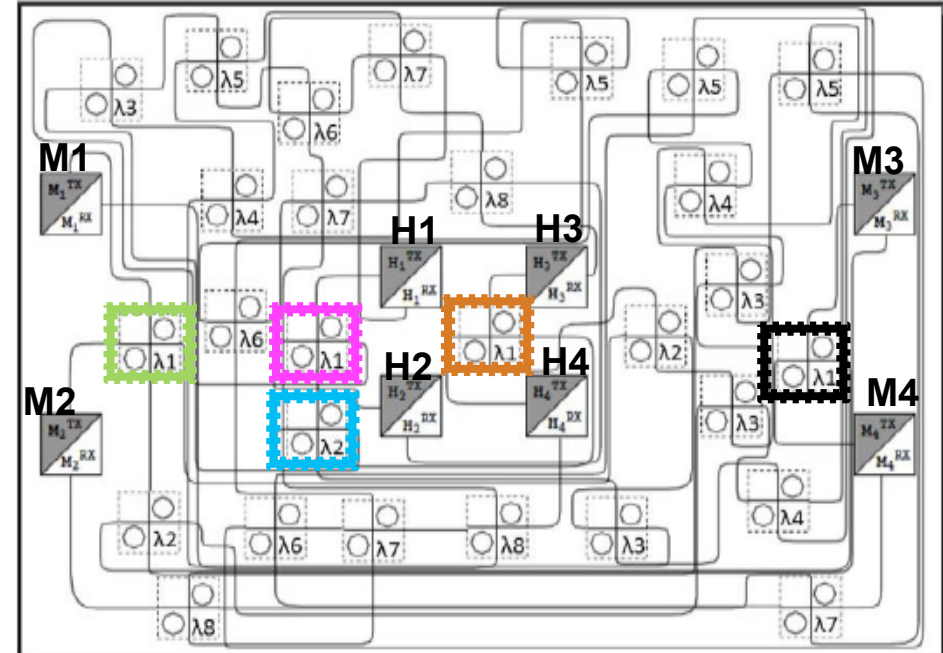 λ5
λ7
λ5
λ5
λ5
λ3
λ6
M1
M3
M₁ᵀˣ
M₁ᴿˣ
λ4
λ7
λ8
λ4
M₃ᵀˣ
M₃ᴿˣ
H1
H3
H₁ᵀˣ
H₁ᴿˣ
H₃ᵀˣ
H₃ᴿˣ
λ3
λ1
λ6
λ1
λ1
λ2
λ1
H2
H4
M2
M4
H₂ᵀˣ
H₂ᴿˣ
H₄ᵀˣ
H₄ᴿˣ
λ3
M₂ᵀˣ
M₂ᴿˣ
λ2
M₄ᵀˣ
M₄ᴿˣ
λ4
λ2
λ6
λ7
λ8
λ3
λ8
λ7